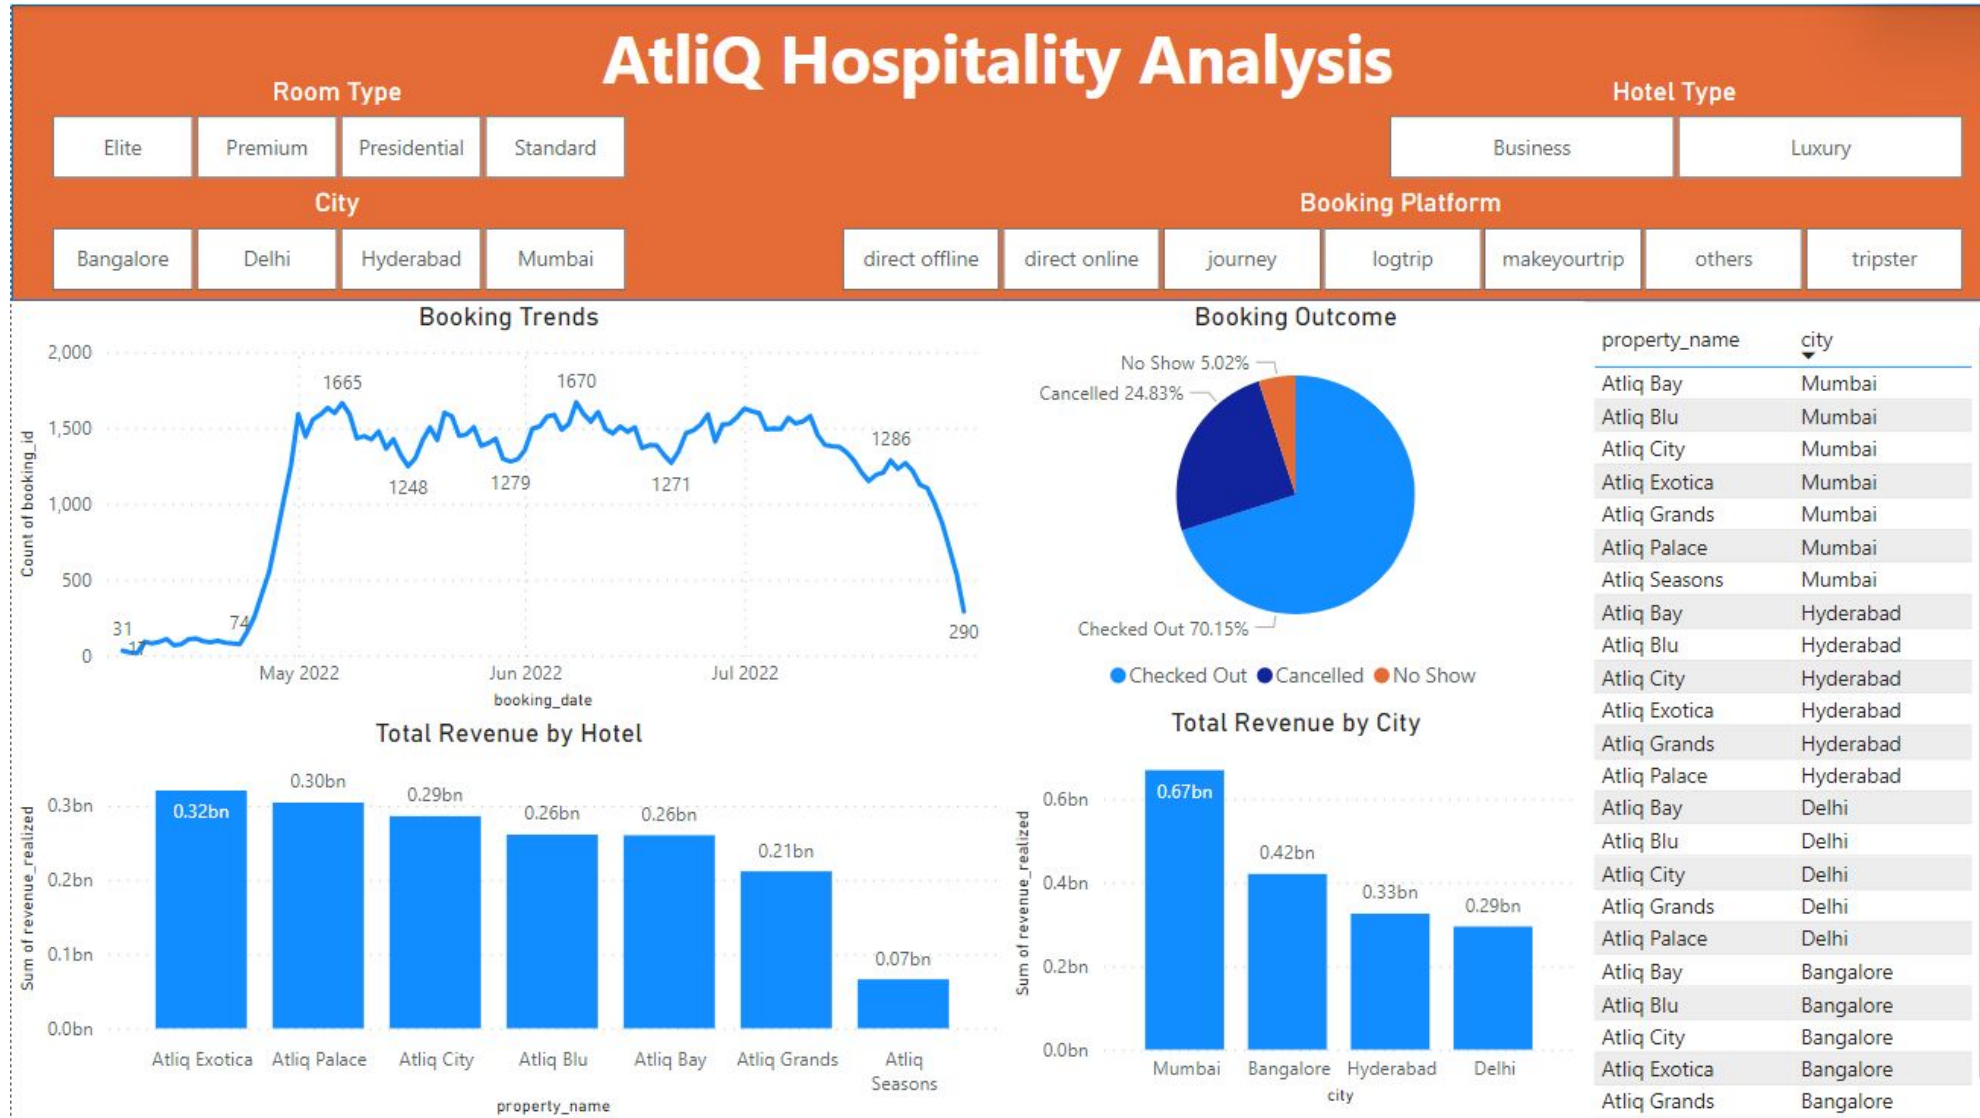 AtliQ Hospitality Analysis
Room Type
Elite
Premium
Presidential
Standard
Hotel Type
Business
Luxury
City
Bangalore
Delhi
Hyderabad
Mumbai
Booking Platform
direct offline
direct online
journey
logtrip
makeyourtrip
others
tripster
Booking Trends
Count of booking_id
2,000
1,500
1,000
500
0
31
17
74
1665
1248
1279
1670
1271
1286
290
May 2022
Jun 2022
Jul 2022
booking_date
Booking Outcome
No Show 5.02%
Cancelled 24.83%
Checked Out 70.15%
Checked Out
Cancelled
No Show
Total Revenue by Hotel
Sum of revenue_realized
0.3bn
0.2bn
0.1bn
0.0bn
0.32bn
0.30bn
0.29bn
0.26bn
0.26bn
0.21bn
0.07bn
Atliq Exotica
Atliq Palace
Atliq City
Atliq Blu
Atliq Bay
Atliq Grands
Atliq
Seasons
property_name
Total Revenue by City
Sum of revenue_realized
0.6bn
0.4bn
0.2bn
0.0bn
0.67bn
0.42bn
0.33bn
0.29bn
Mumbai
Bangalore
Hyderabad
Delhi
city
property_name city
Atliq Bay Mumbai
Atliq Blu Mumbai
Atliq City Mumbai
Atliq Exotica Mumbai
Atliq Grands Mumbai
Atliq Palace Mumbai
Atliq Seasons Mumbai
Atliq Bay Hyderabad
Atliq Blu Hyderabad
Atliq City Hyderabad
Atliq Exotica Hyderabad
Atliq Grands Hyderabad
Atliq Palace Hyderabad
Atliq Bay Delhi
Atliq Blu Delhi
Atliq City Delhi
Atliq Grands Delhi
Atliq Palace Delhi
Atliq Bay Bangalore
Atliq Blu Bangalore
Atliq City Bangalore
Atliq Exotica Bangalore
Atliq Grands Bangalore